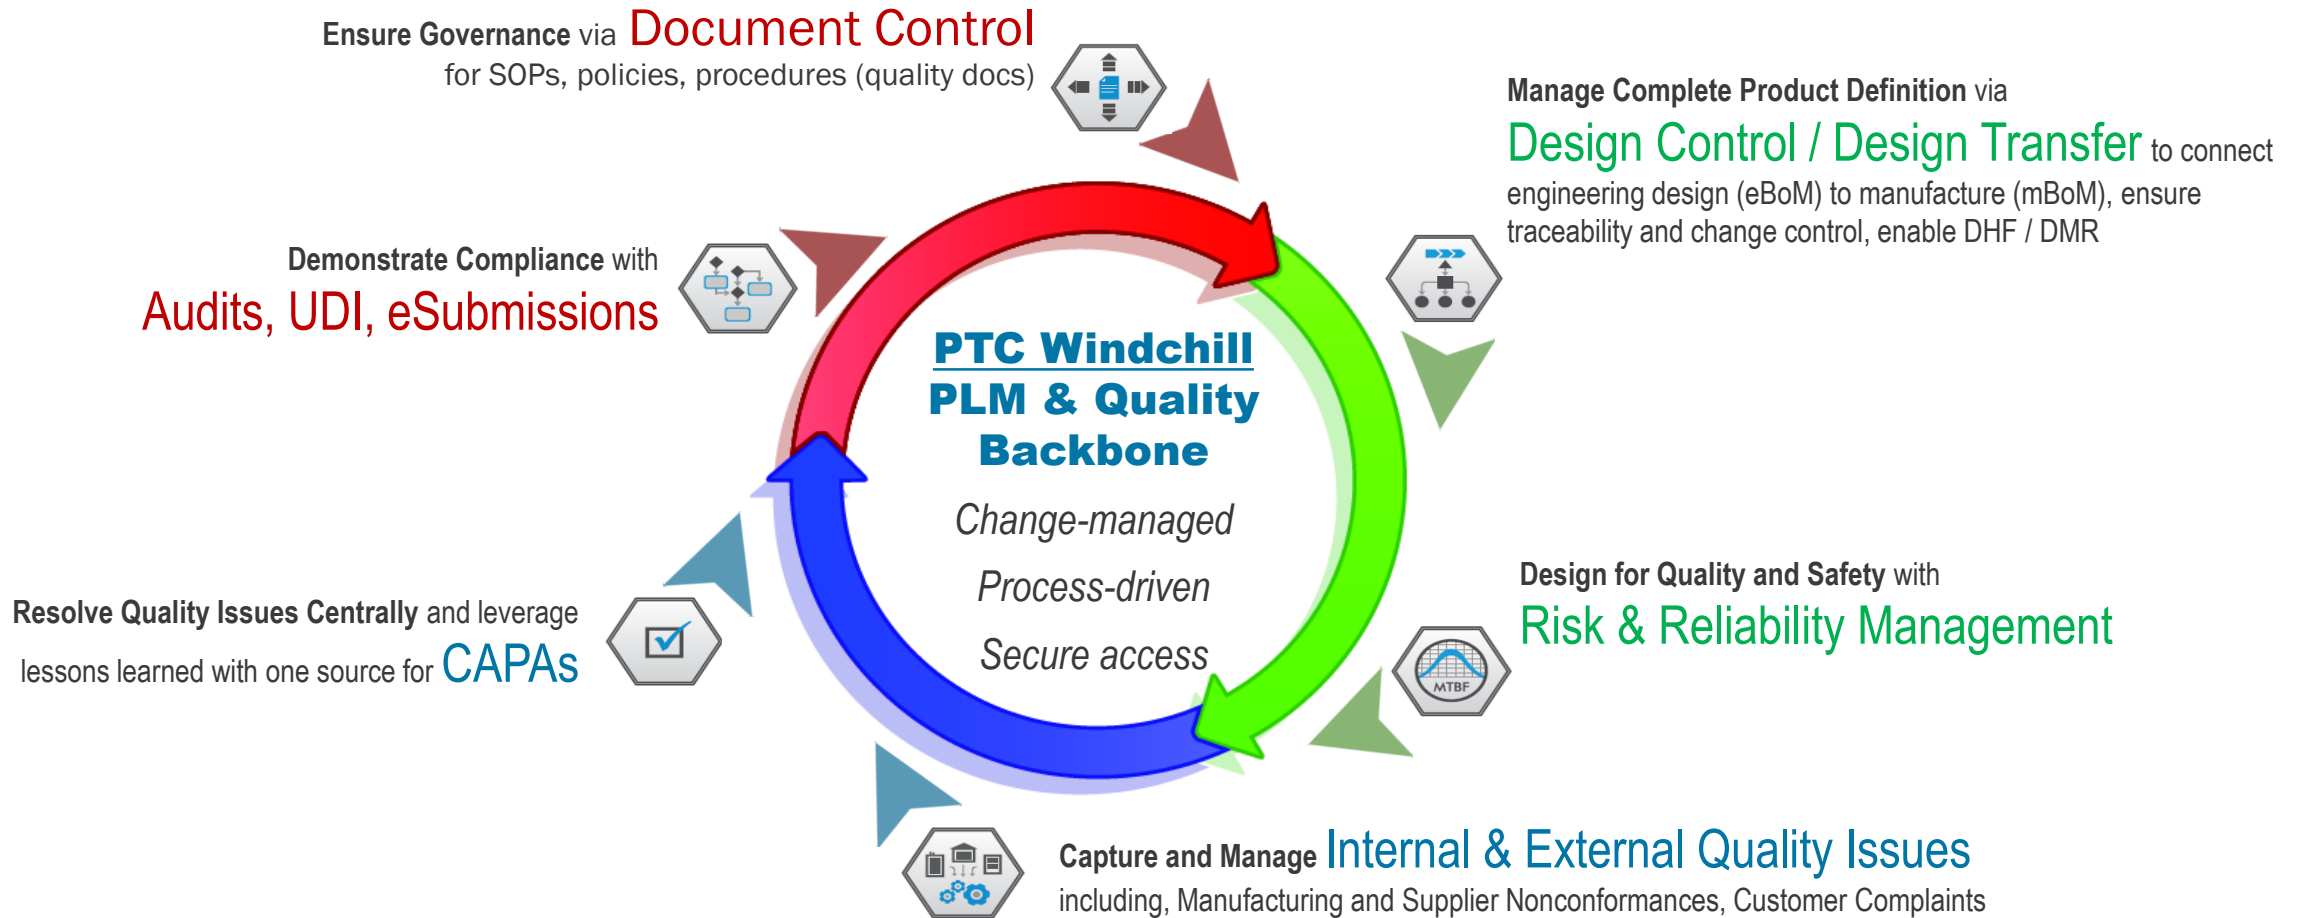 Ensure Governance via Document Control
for SOPs, policies, procedures (quality docs)
Manage Complete Product Definition via
Design Control / Design Transfer to connect
engineering design (eBoM) to manufacture (mBoM), ensure
traceability and change control, enable DHF / DMR
Demonstrate Compliance with
Audits, UDI, eSubmissions
PTC Windchill
PLM & Quality
Backbone
Change-managed
Process-driven
Secure access
Design for Quality and Safety with
Risk & Reliability Management
MTBF
Resolve Quality Issues Centrally and leverage
lessons learned with one source for CAPAs
Capture and Manage Internal & External Quality Issues
including, Manufacturing and Supplier Nonconformances, Customer Complaints